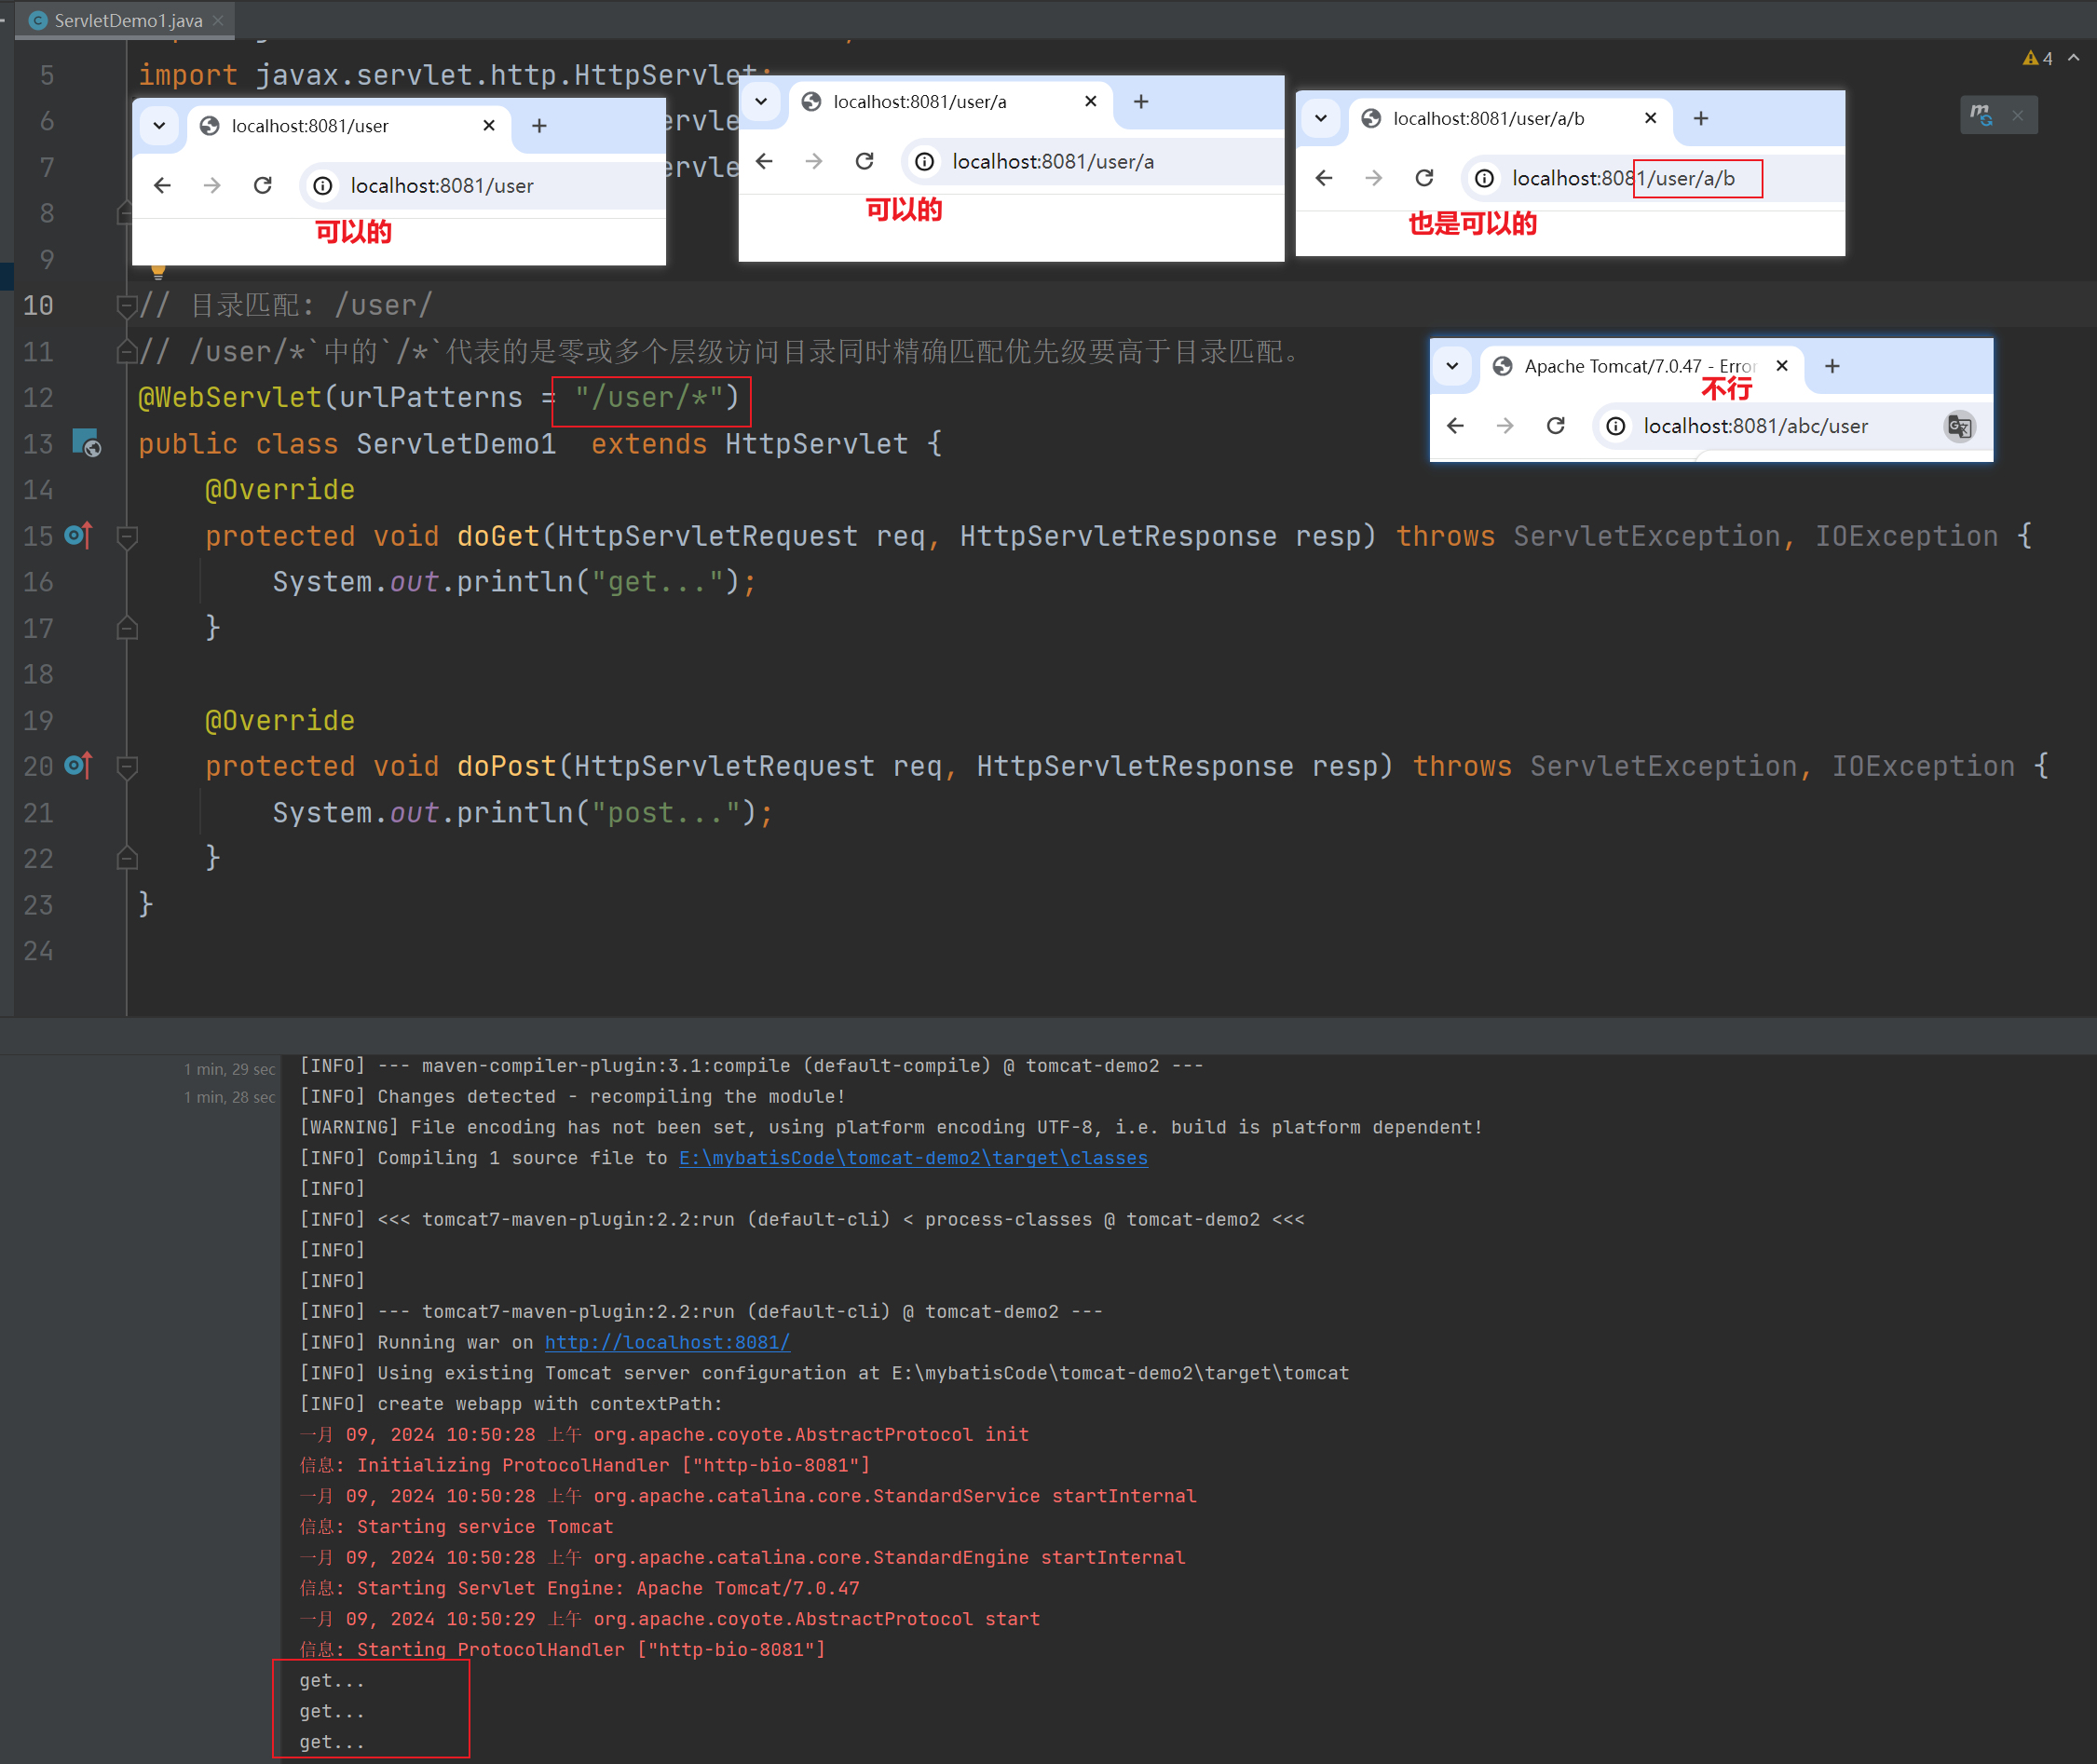 ServletDemo1.java
4
5 import javax.servlet.http.HttpServlet;
6 ervle
7 ervle
8
9
localhost:8081/user
localhost:8081/user
可以的
localhost:8081/user/a
localhost:8081/user/a
可以的
localhost:8081/user/a/b
localhost:8081/user/a/b
也是可以的
Apache Tomcat/7.0.47 - Error
不行
localhost:8081/abc/user
10 // 目录匹配: /user/
11 // /user/*`中的`/*`代表的是零或多个层级访问目录同时精确匹配优先级要高于目录匹配。
12 @WebServlet(urlPatterns = "/user/*")
13 public class ServletDemo1  extends HttpServlet {
14 @Override
15 protected void doGet(HttpServletRequest req, HttpServletResponse resp) throws ServletException, IOException {
16 System.out.println("get...");
17 }
18
19 @Override
20 protected void doPost(HttpServletRequest req, HttpServletResponse resp) throws ServletException, IOException {
21 System.out.println("post...");
22 }
23 }
24
1 min, 29 sec
1 min, 28 sec
[INFO] --- maven-compiler-plugin:3.1:compile (default-compile) @ tomcat-demo2 ---
[INFO] Changes detected - recompiling the module!
[WARNING] File encoding has not been set, using platform encoding UTF-8, i.e. build is platform dependent!
[INFO] Compiling 1 source file to E:\mybatisCode\tomcat-demo2\target\classes
[INFO]
[INFO] <<< tomcat7-maven-plugin:2.2:run (default-cli) < process-classes @ tomcat-demo2 <<<
[INFO]
[INFO]
[INFO] --- tomcat7-maven-plugin:2.2:run (default-cli) @ tomcat-demo2 ---
[INFO] Running war on http://localhost:8081/
[INFO] Using existing Tomcat server configuration at E:\mybatisCode\tomcat-demo2\target\tomcat
[INFO] create webapp with contextPath:
一月 09, 2024 10:50:28 上午 org.apache.coyote.AbstractProtocol init
信息: Initializing ProtocolHandler ["http-bio-8081"]
一月 09, 2024 10:50:28 上午 org.apache.catalina.core.StandardService startInternal
信息: Starting service Tomcat
一月 09, 2024 10:50:28 上午 org.apache.catalina.core.StandardEngine startInternal
信息: Starting Servlet Engine: Apache Tomcat/7.0.47
一月 09, 2024 10:50:29 上午 org.apache.coyote.AbstractProtocol start
信息: Starting ProtocolHandler ["http-bio-8081"]
get...
get...
get...